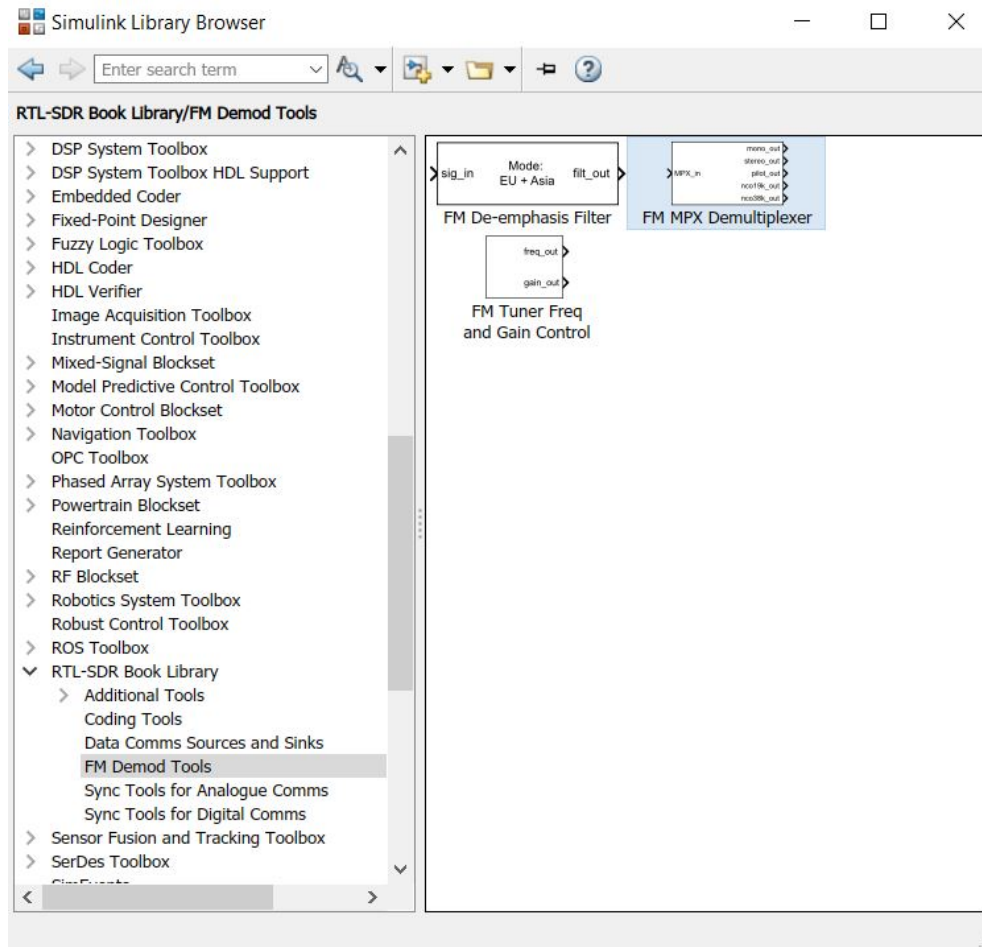 Simulink Library Browser
Enter search term
RTL-SDR Book Library/FM Demod Tools
DSP System Toolbox
DSP System Toolbox HDL Support
Embedded Coder
Fixed-Point Designer
Fuzzy Logic Toolbox
HDL Coder
HDL Verifier
Image Acquisition Toolbox
Instrument Control Toolbox
Mixed-Signal Blockset
Model Predictive Control Toolbox
Motor Control Blockset
Navigation Toolbox
OPC Toolbox
Phased Array System Toolbox
Powertrain Blockset
Reinforcement Learning
Report Generator
RF Blockset
Robotics System Toolbox
Robust Control Toolbox
ROS Toolbox
RTL-SDR Book Library
Additional Tools
Coding Tools
Data Comms Sources and Sinks
FM Demod Tools
Sync Tools for Analogue Comms
Sync Tools for Digital Comms
Sensor Fusion and Tracking Toolbox
SerDes Toolbox
SimEvents
sig_in
Mode:
EU + Asia
filt_out
FM De-emphasis Filter
MPX_in
mono_out
stereo_out
pilot_out
nco19k_out
nco38k_out
FM MPX Demultiplexer
freq_out
gain_out
FM Tuner Freq
and Gain Control